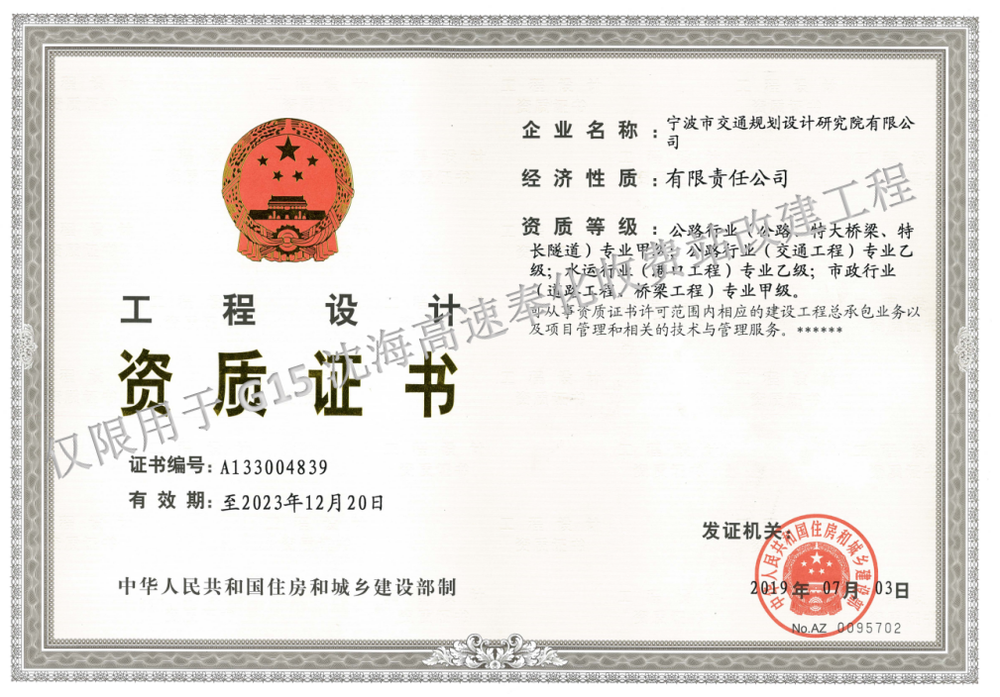 工程设计
资质证书
证书编号：A133004839
有效期：至2023年12月20日
中华人民共和国住房和城乡建设部制
企业名称：宁波市交通规划设计研究院有限公司
经济性质：有限责任公司
资质等级：公路行业（公路、特大桥梁、特
长隧道）专业甲级；公路行业（交通工程）专业乙
级；水运行业（港口工程）专业乙级；市政行业
（道路工程、桥梁工程）专业甲级。
可从事资质证书许可范围内相应的建设工程总承包业务以
及项目管理和相关的技术与管理服务。******
发证机关：
中华人民共和国住房和城乡建设部
2019年07月03日
No.AZ 0095702
仅限用于G15沈海高速奉化收费站改建工程